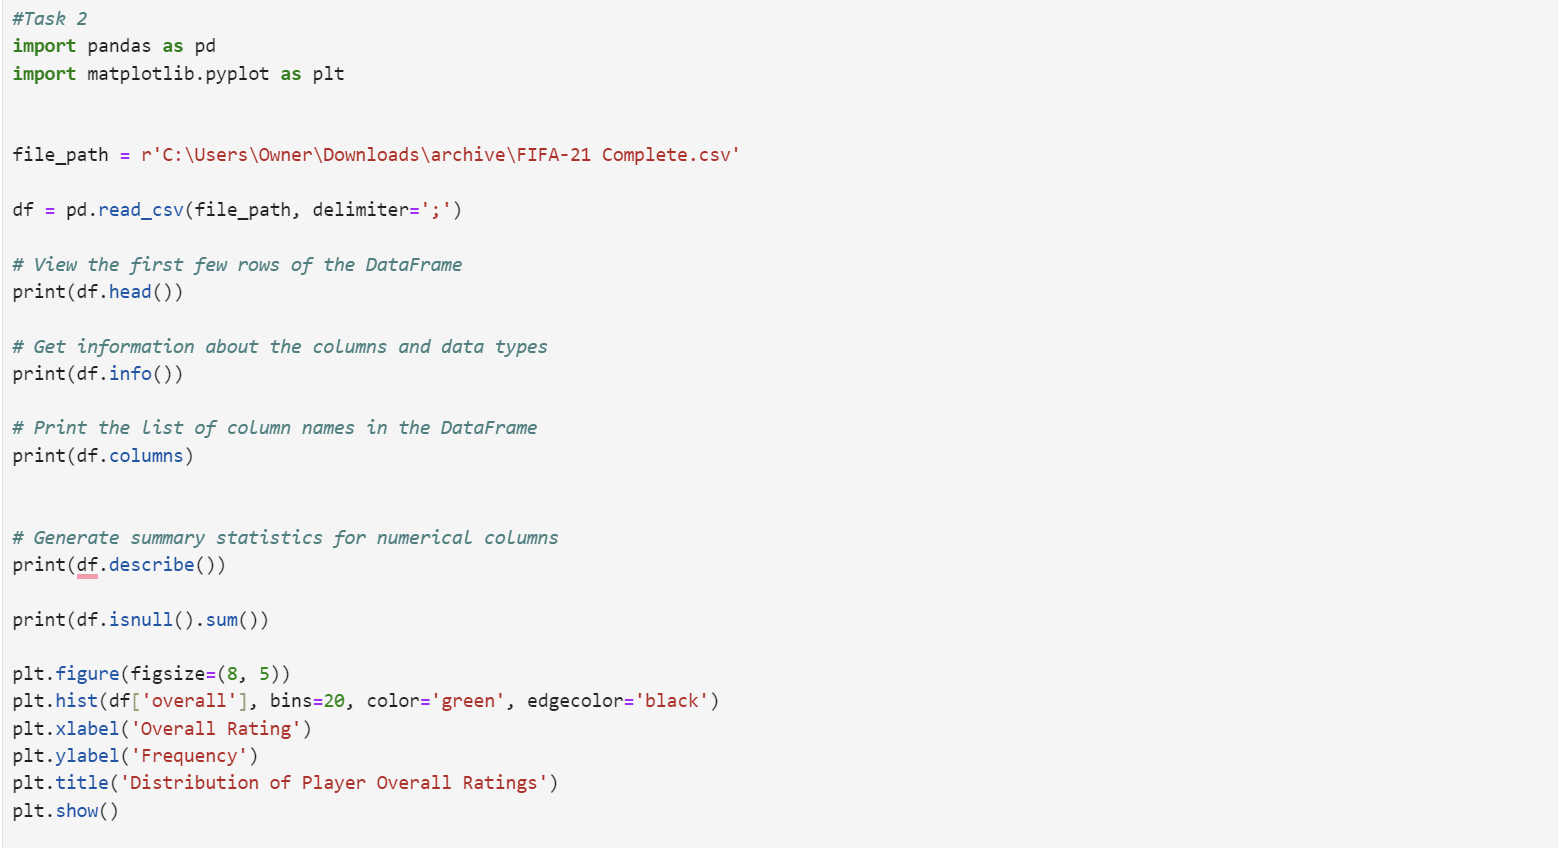 #Task 2
import pandas as pd
import matplotlib.pyplot as plt
file_path = r'C:\Users\Owner\Downloads\archive\FIFA-21 Complete.csv'
df = pd.read_csv(file_path, delimiter=';')
# View the first few rows of the DataFrame
print(df.head())
# Get information about the columns and data types
print(df.info())
# Print the list of column names in the DataFrame
print(df.columns)
# Generate summary statistics for numerical columns
print(df.describe())
print(df.isnull().sum())
plt.figure(figsize=(8, 5))
plt.hist(df['overall'], bins=20, color='green', edgecolor='black')
plt.xlabel('Overall Rating')
plt.ylabel('Frequency')
plt.title('Distribution of Player Overall Ratings')
plt.show()